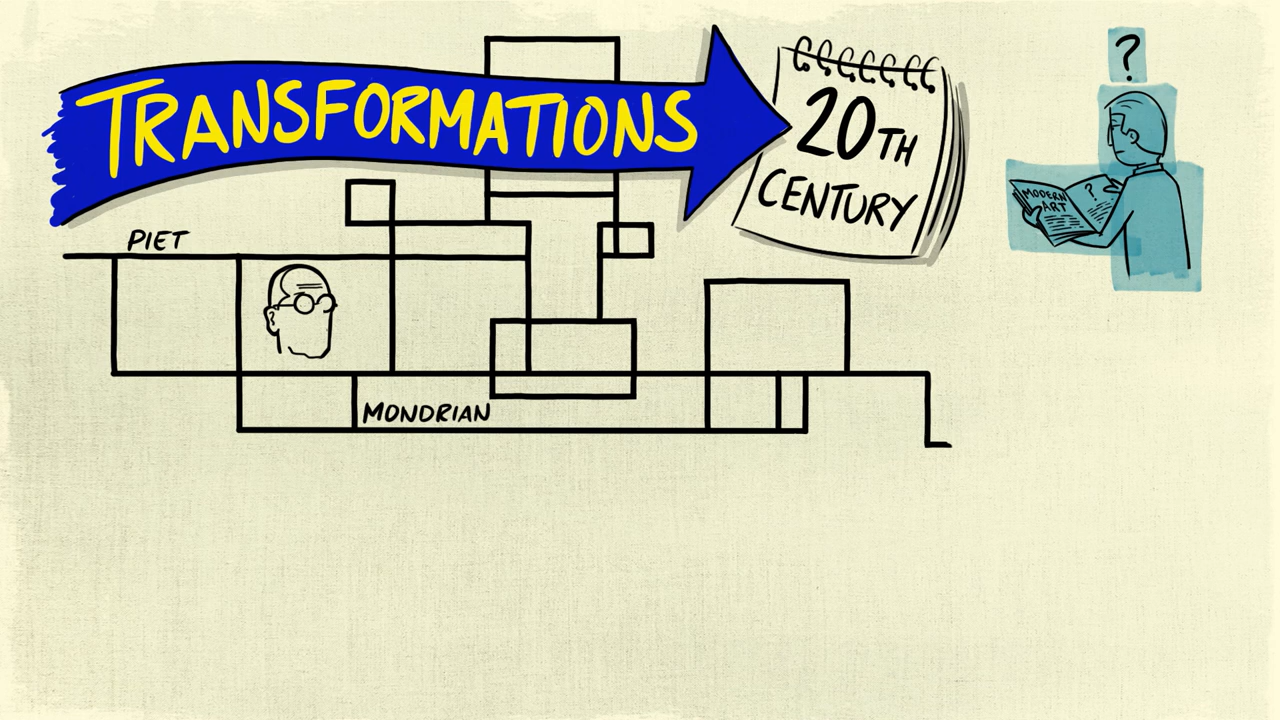 TRANSFORMATIONS
20TH
CENTURY
?
MODERN
ART
?
PIET
MONDRIAN